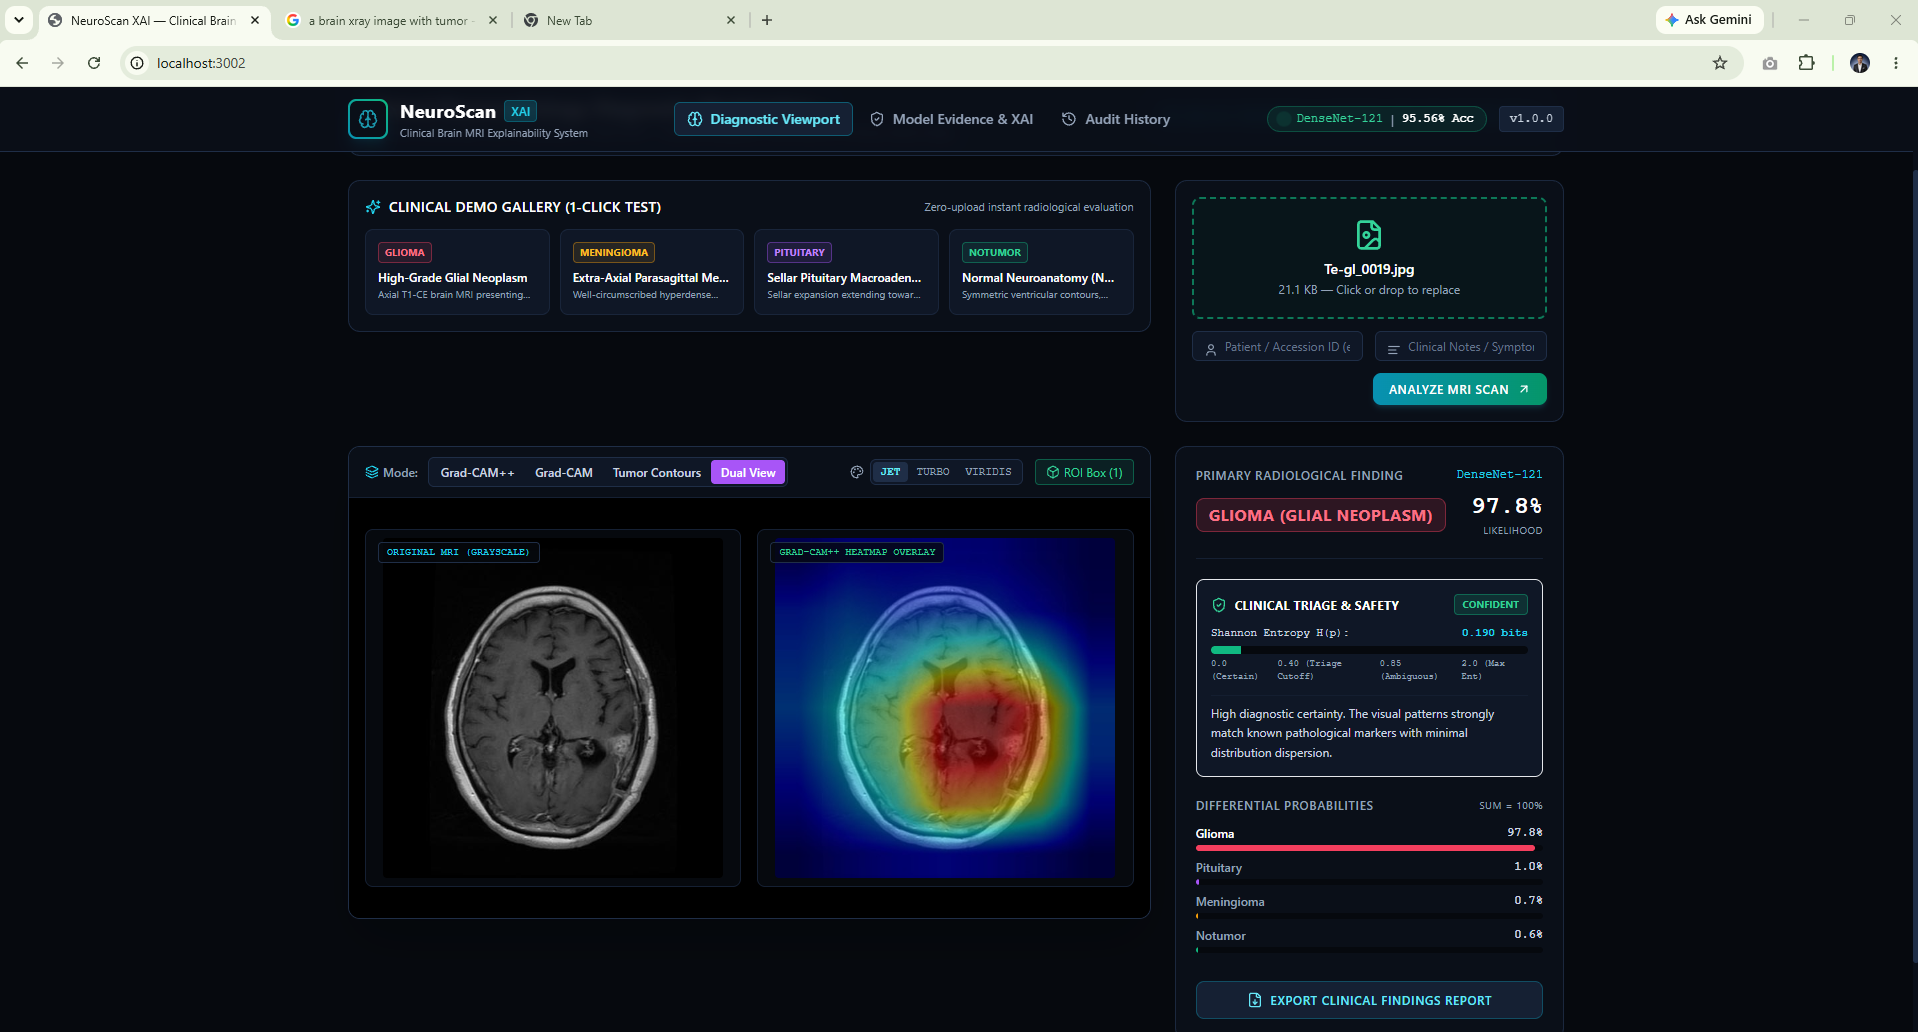 NeuroScan XAI — Clinical Brain
a brain xray image with tumor -
New Tab
Ask Gemini
localhost:3002
NeuroScan XAI
Clinical Brain MRI Explainability System
Diagnostic Viewport
Model Evidence & XAI
Audit History
DenseNet-121 | 95.56% Acc
v1.0.0
CLINICAL DEMO GALLERY (1-CLICK TEST)
Zero-upload instant radiological evaluation
GLIOMA
High-Grade Glial Neoplasm
Axial T1-CE brain MRI presenting...
MENINGIOMA
Extra-Axial Parasagittal Me...
Well-circumscribed hyperdense...
PITUITARY
Sellar Pituitary Macroaden...
Sellar expansion extending towar...
NOTUMOR
Normal Neuroanatomy (N...
Symmetric ventricular contours,...
Te-gl_0019.jpg
21.1 KB — Click or drop to replace
Patient / Accession ID (e
Clinical Notes / Symptor
ANALYZE MRI SCAN
Mode:
Grad-CAM++
Grad-CAM
Tumor Contours
Dual View
JET
TURBO
VIRIDIS
ROI Box (1)
ORIGINAL MRI (GRAYSCALE)
GRAD-CAM++ HEATMAP OVERLAY
PRIMARY RADIOLOGICAL FINDING
DenseNet-121
GLIOMA (GLIAL NEOPLASM)
97.8%
LIKELIHOOD
CLINICAL TRIAGE & SAFETY
CONFIDENT
Shannon Entropy H(p):
0.190 bits
0.0 (Certain)
0.40 (Triage Cutoff)
0.85 (Ambiguous)
2.0 (Max Ent)
High diagnostic certainty. The visual patterns strongly
match known pathological markers with minimal
distribution dispersion.
DIFFERENTIAL PROBABILITIES
SUM = 100%
Glioma
97.8%
Pituitary
1.0%
Meningioma
0.7%
Notumor
0.6%
EXPORT CLINICAL FINDINGS REPORT